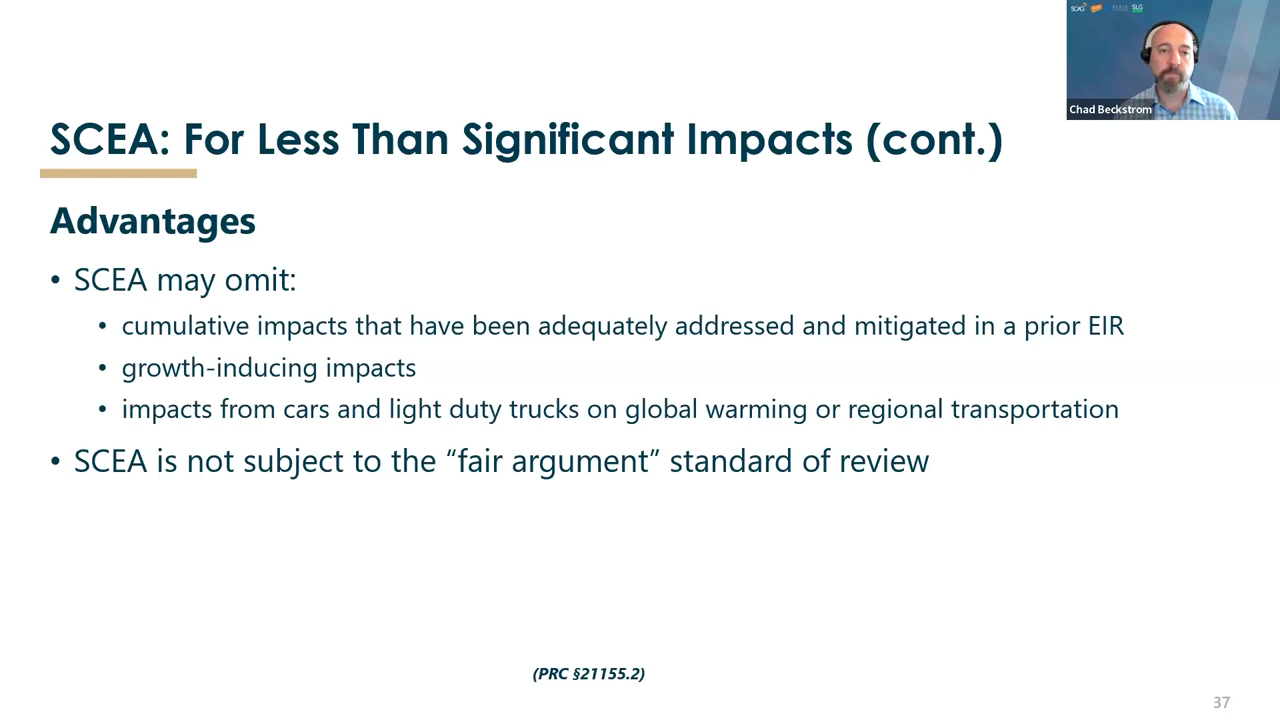 SCAG
SLG
Chad Beckstrom
SCEA: For Less Than Significant Impacts (cont.)
Advantages
• SCEA may omit:
• cumulative impacts that have been adequately addressed and mitigated in a prior EIR
• growth-inducing impacts
• impacts from cars and light duty trucks on global warming or regional transportation
• SCEA is not subject to the “fair argument” standard of review
(PRC §21155.2)
37